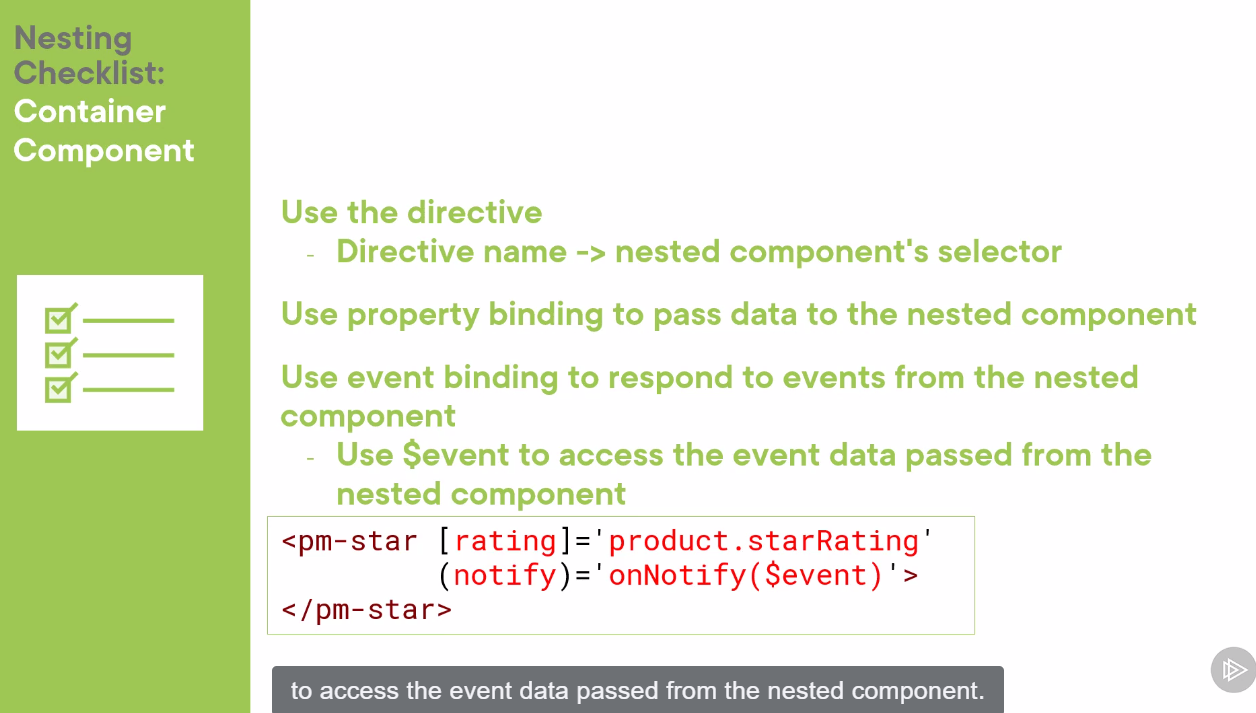 Nesting
Checklist:
Container
Component
Use the directive
- Directive name -> nested component's selector
Use property binding to pass data to the nested component
Use event binding to respond to events from the nested
component
- Use $event to access the event data passed from the
nested component
<pm-star [rating]='product.starRating'
(notify)='onNotify($event)'>
</pm-star>
to access the event data passed from the nested component.